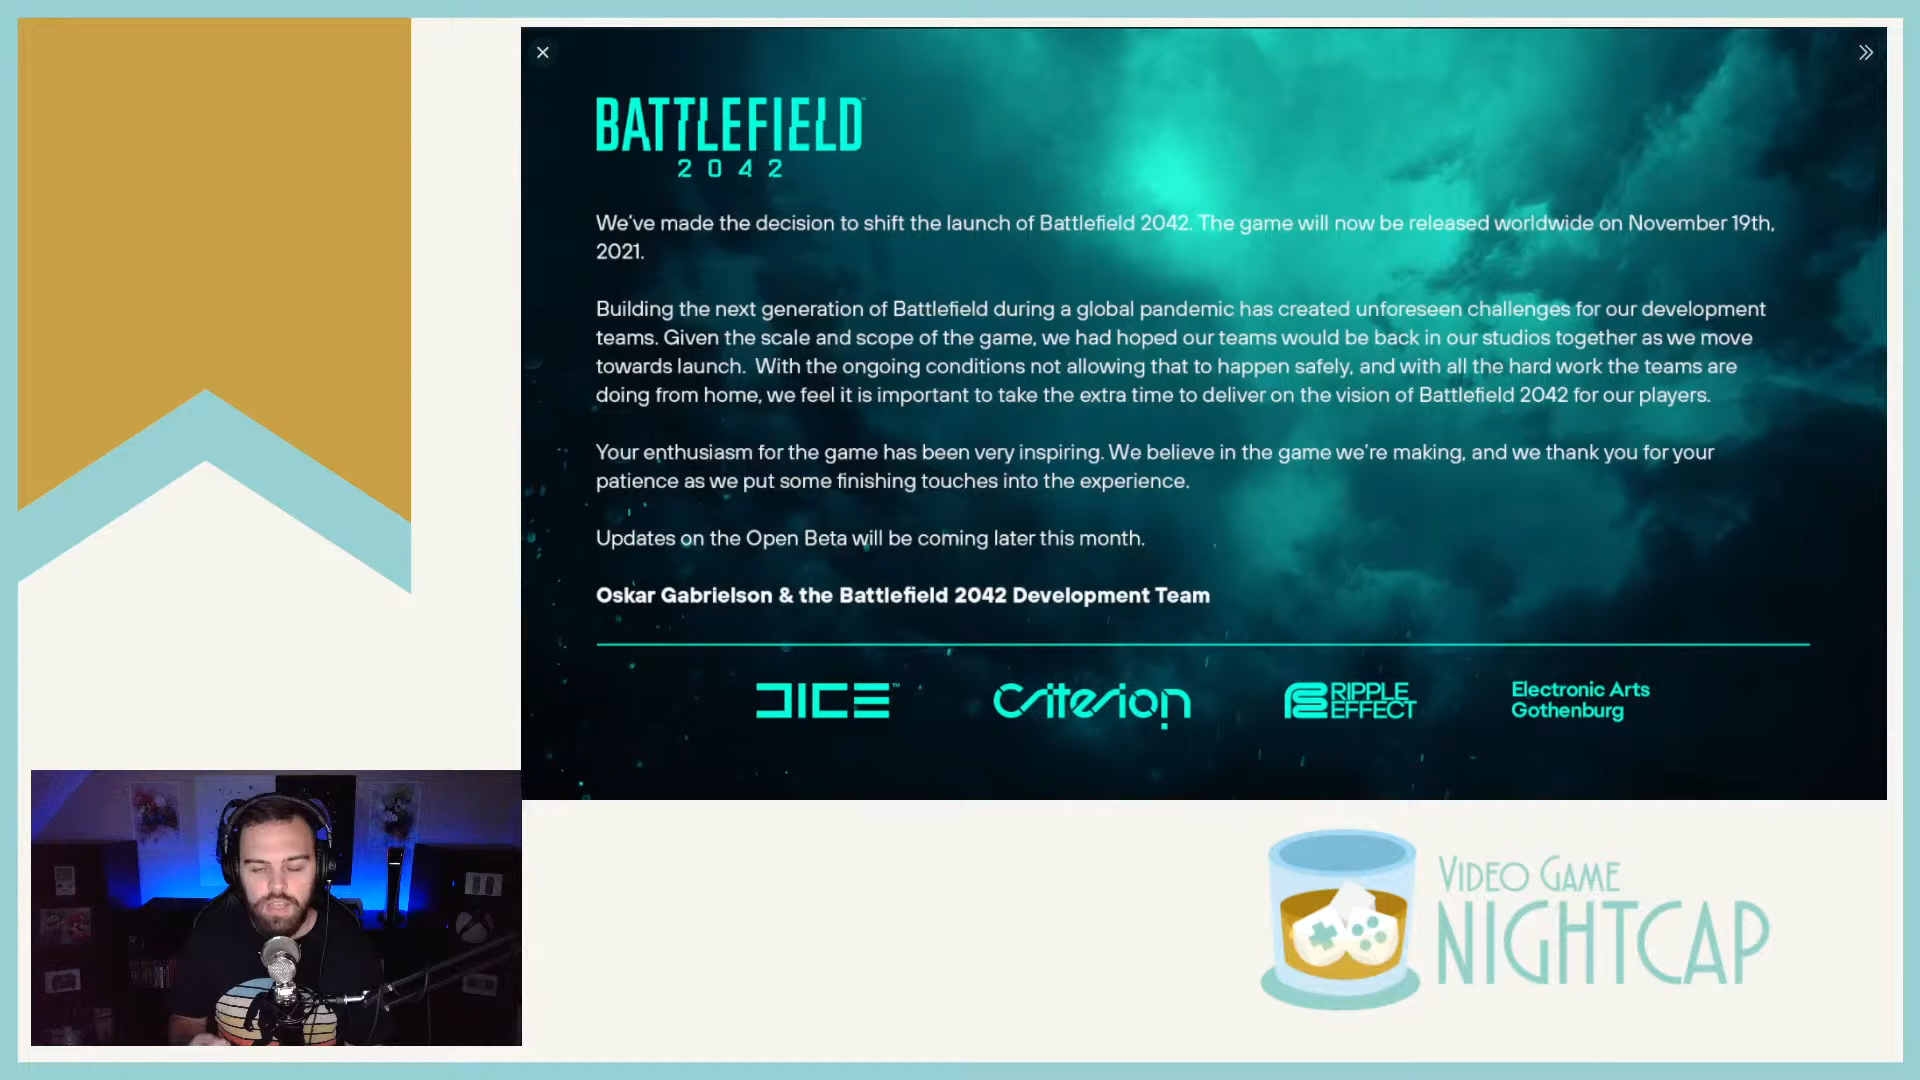 BATTLEFIELD™
2042
We've made the decision to shift the launch of Battlefield 2042. The game will now be released worldwide on November 19th,
2021.
Building the next generation of Battlefield during a global pandemic has created unforeseen challenges for our development
teams. Given the scale and scope of the game, we had hoped our teams would be back in our studios together as we move
towards launch.  With the ongoing conditions not allowing that to happen safely, and with all the hard work the teams are
doing from home, we feel it is important to take the extra time to deliver on the vision of Battlefield 2042 for our players.
Your enthusiasm for the game has been very inspiring. We believe in the game we're making, and we thank you for your
patience as we put some finishing touches into the experience.
Updates on the Open Beta will be coming later this month.
Oskar Gabrielson & the Battlefield 2042 Development Team
DICE™
Criterion
RIPPLE
EFFECT
Electronic Arts
Gothenburg
VIDEO GAME
NIGHTCAP